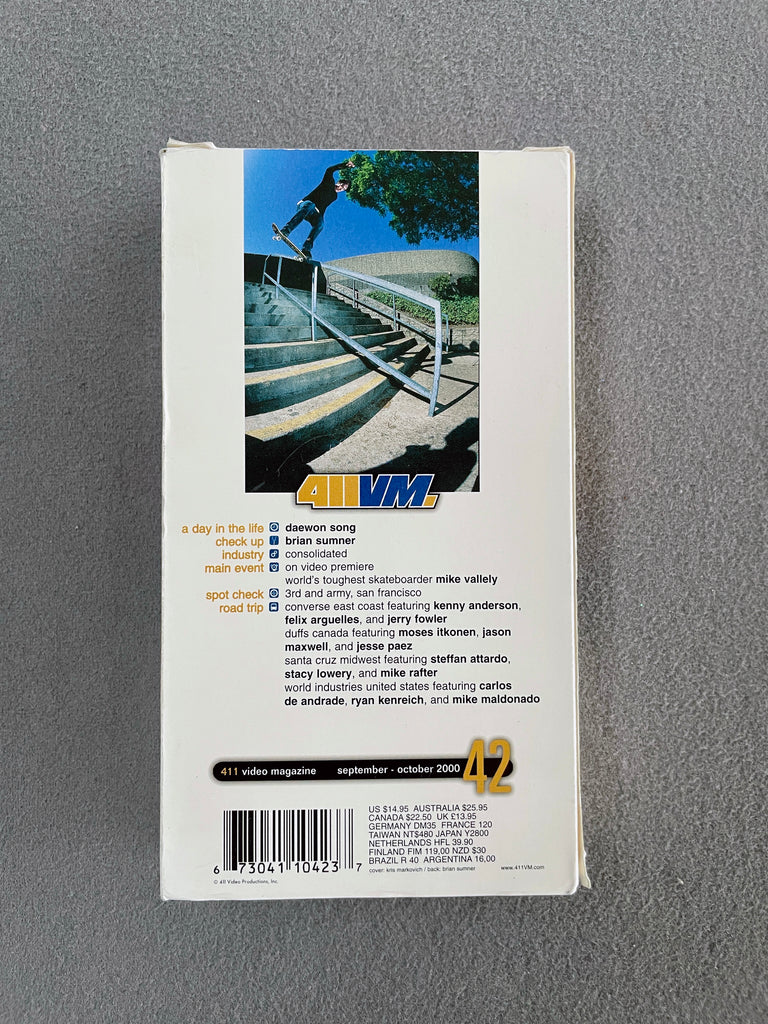 411VM.
a day in the life daewon song
check up brian sumner
industry consolidated
main event on video premiere
world's toughest skateboarder mike vallely
spot check 3rd and army, san francisco
road trip converse east coast featuring kenny anderson,
felix arguelles, and jerry fowler
duffs canada featuring moses itkonen, jason
maxwell, and jesse paez
santa cruz midwest featuring steffan attardo,
stacy lowery, and mike rafter
world industries united states featuring carlos
de andrade, ryan kenreich, and mike maldonado
411 video magazine september - october 2000 42
US $14.95 AUSTRALIA $25.95
CANADA $22.50 UK £13.95
GERMANY DM35 FRANCE 120
TAIWAN NT$480 JAPAN Y2800
NETHERLANDS HFL 39.90
FINLAND FIM 119,00 NZD $30
BRAZIL R 40 ARGENTINA 16,00
6 73041 10423 7
cover: kris markovich / back: brian sumner
www.411VM.com
© 411 Video Productions, Inc.